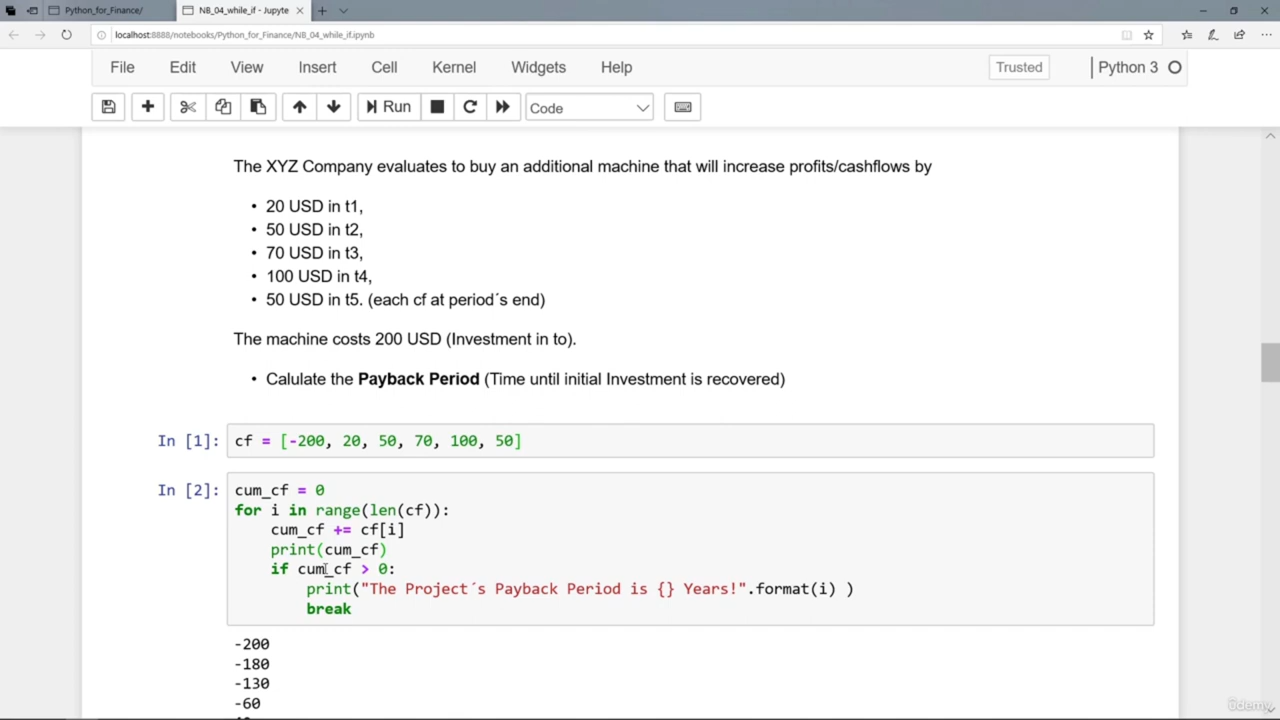 Python_for_Finance/
NB_04_while_if - Jupyte
localhost:8888/notebooks/Python_for_Finance/NB_04_while_if.ipynb
File Edit View Insert Cell Kernel Widgets Help Trusted Python 3
Run Code
The XYZ Company evaluates to buy an additional machine that will increase profits/cashflows by
• 20 USD in t1,
• 50 USD in t2,
• 70 USD in t3,
• 100 USD in t4,
• 50 USD in t5. (each cf at period´s end)
The machine costs 200 USD (Investment in to).
• Calulate the Payback Period (Time until initial Investment is recovered)
In [1]: cf = [-200, 20, 50, 70, 100, 50]
In [2]: cum_cf = 0
for i in range(len(cf)):
cum_cf += cf[i]
print(cum_cf)
if cum_cf > 0:
print("The Project´s Payback Period is {} Years!".format(i) )
break
-200
-180
-130
-60
ûdemy